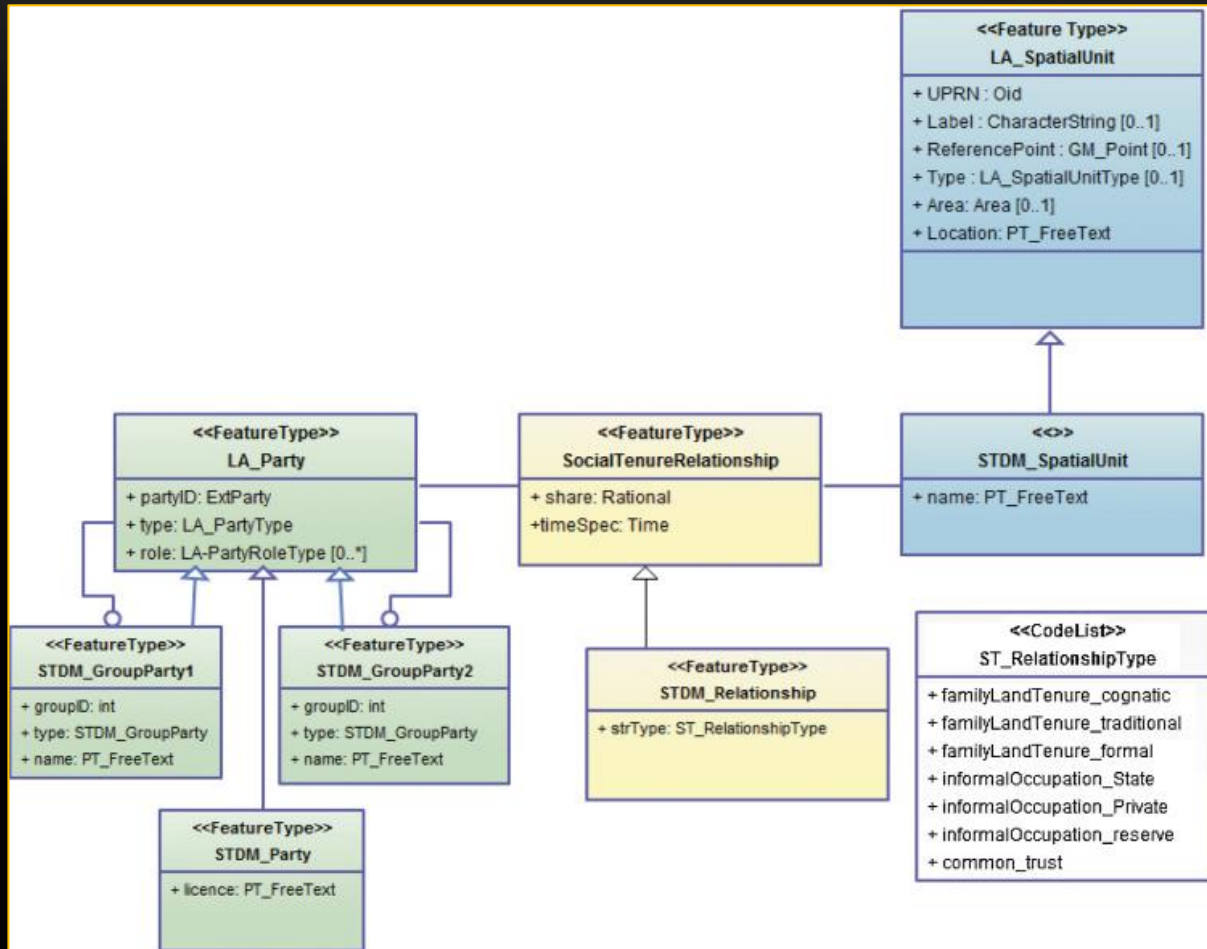 <<Feature Type>>
LA_SpatialUnit
+ UPRN : Oid
+ Label : CharacterString [0..1]
+ ReferencePoint : GM_Point [0..1]
+ Type : LA_SpatialUnitType [0..1]
+ Area: Area [0..1]
+ Location: PT_FreeText
<<FeatureType>>
LA_Party
+ partyID: ExtParty
+ type: LA_PartyType
+ role: LA-PartyRoleType [0..*]
<<FeatureType>>
SocialTenureRelationship
+ share: Rational
+timeSpec: Time
<<>>
STDM_SpatialUnit
+ name: PT_FreeText
<<FeatureType>>
STDM_GroupParty1
+ groupID: int
+ type: STDM_GroupParty
+ name: PT_FreeText
<<FeatureType>>
STDM_GroupParty2
+ groupID: int
+ type: STDM_GroupParty
+ name: PT_FreeText
<<FeatureType>>
STDM_Relationship
+ strType: ST_RelationshipType
<<CodeList>>
ST_RelationshipType
+ familyLandTenure_cognatic
+ familyLandTenure_traditional
+ familyLandTenure_formal
+ informalOccupation_State
+ informalOccupation_Private
+ informalOccupation_reserve
+ common_trust
<<FeatureType>>
STDM_Party
+ licence: PT_FreeText